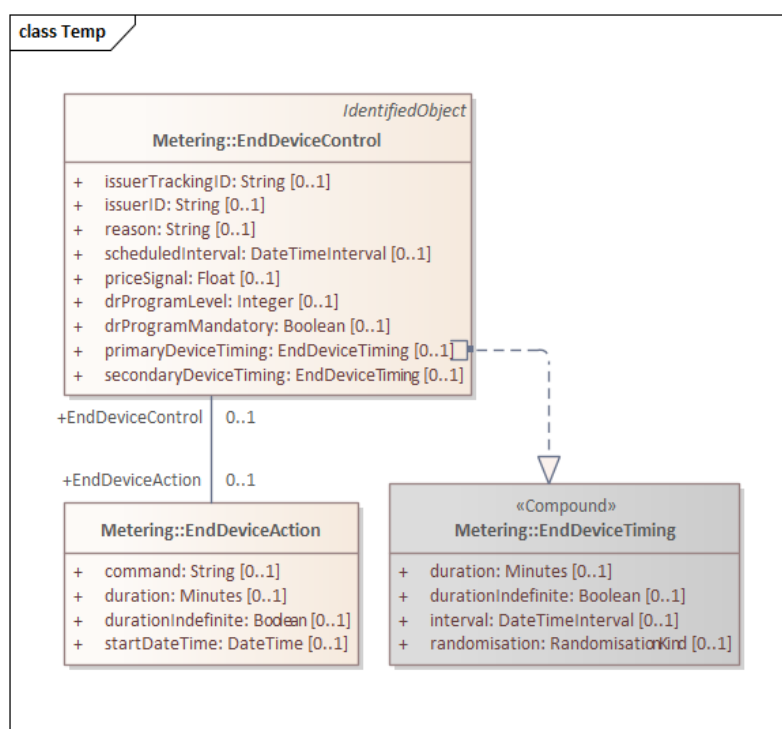 class Temp
IdentifiedObject
Metering::EndDeviceControl
+ issuerTrackingID: String [0..1]
+ issuerID: String [0..1]
+ reason: String [0..1]
+ scheduledInterval: DateTimeInterval [0..1]
+ priceSignal: Float [0..1]
+ drProgramLevel: Integer [0..1]
+ drProgramMandatory: Boolean [0..1]
+ primaryDeviceTiming: EndDeviceTiming [0..1]
+ secondaryDeviceTiming: EndDeviceTiming [0..1]
+EndDeviceControl 0..1
+EndDeviceAction 0..1
Metering::EndDeviceAction
+ command: String [0..1]
+ duration: Minutes [0..1]
+ durationIndefinite: Boolean [0..1]
+ startDateTime: DateTime [0..1]
«Compound»
Metering::EndDeviceTiming
+ duration: Minutes [0..1]
+ durationIndefinite: Boolean [0..1]
+ interval: DateTimeInterval [0..1]
+ randomisation: RandomisationKind [0..1]